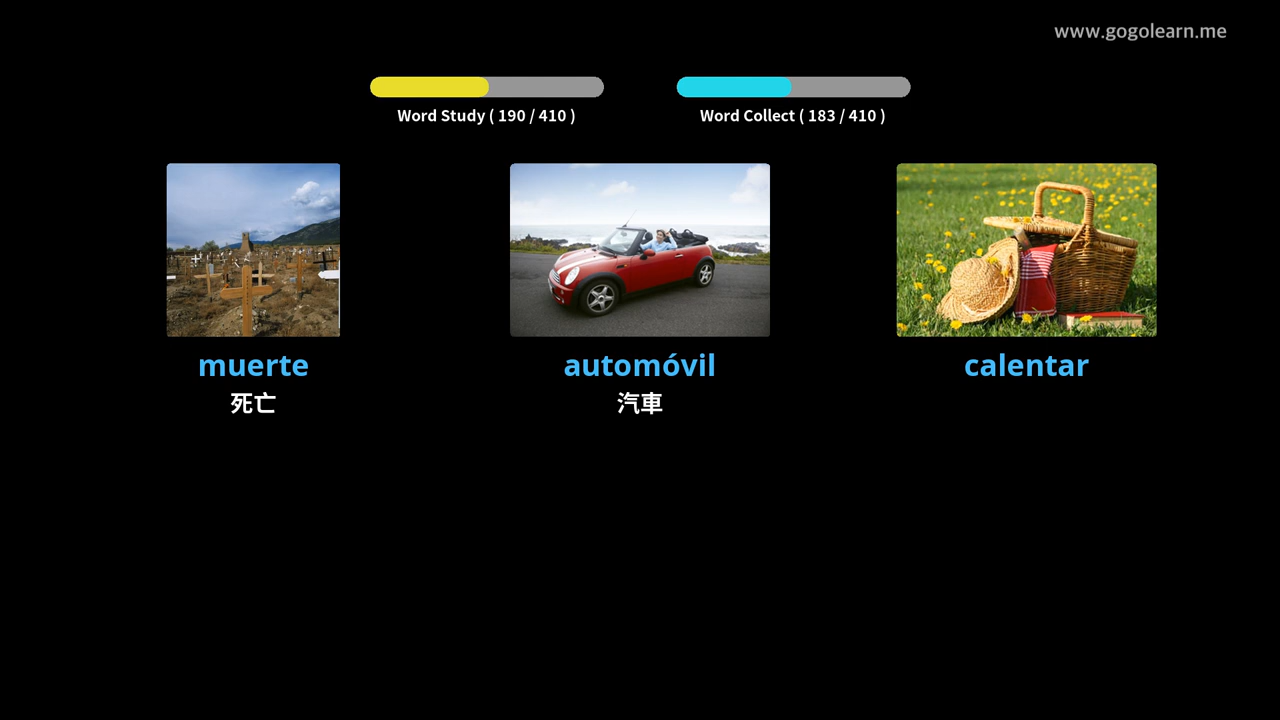 www.gogolearn.me
Word Study ( 190 / 410 )
Word Collect ( 183 / 410 )
muerte
automóvil
calentar
死亡
汽車